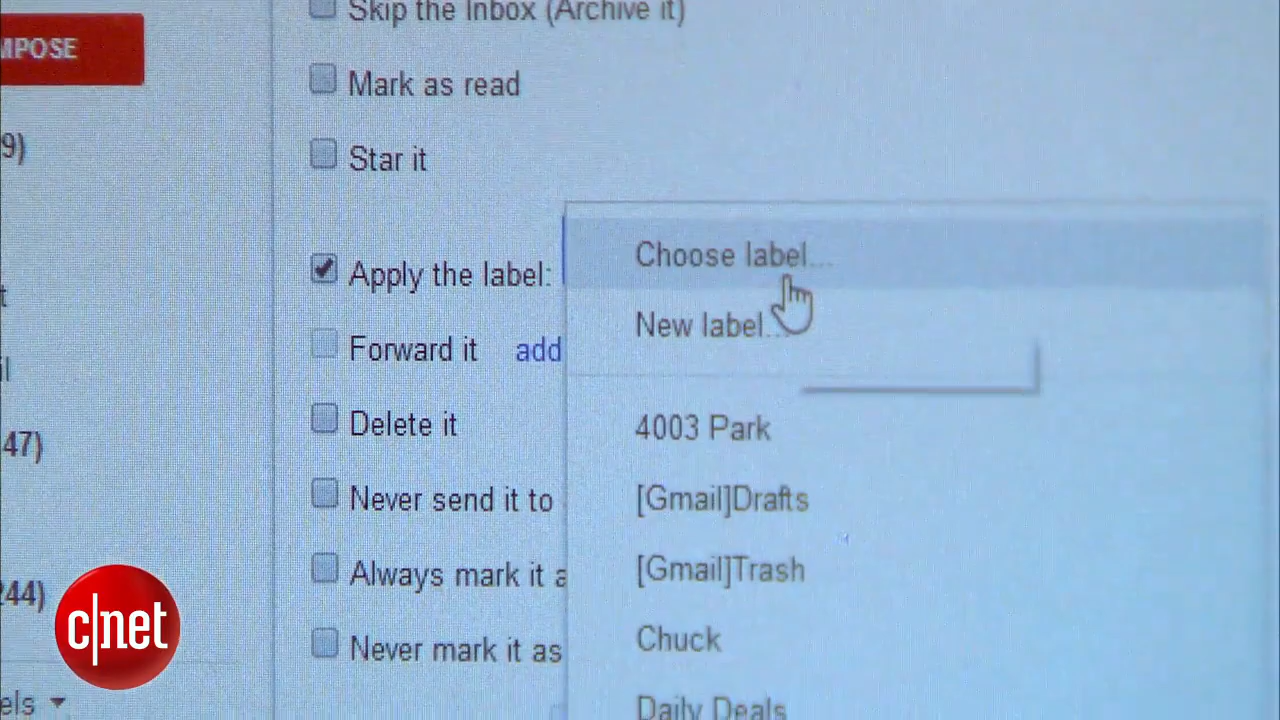 Skip the Inbox (Archive it)
MPOSE
Mark as read
9)
Star it
Choose label...
Apply the label:
New label...
Forward it add
4003 Park
Delete it
47)
[Gmail]Drafts
Never send it to
[Gmail]Trash
Always mark it a
244)
c|net
Chuck
Never mark it as
els
Daily Deals